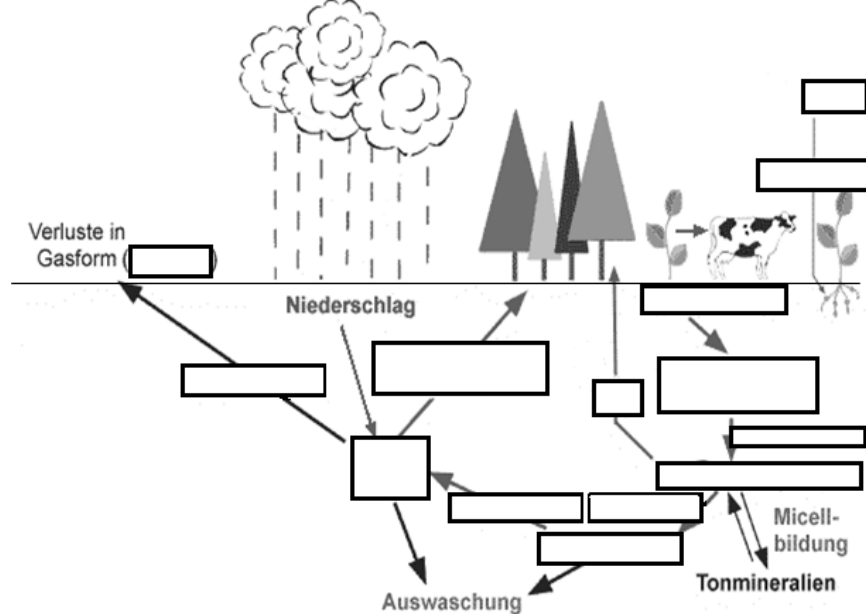 Verluste in
Gasform (
)
Niederschlag
Micell-
bildung
Tonmineralien
Auswaschung